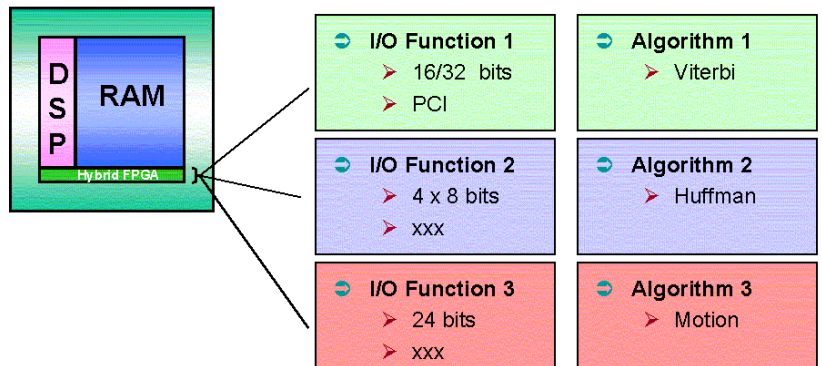 DSP
RAM
Hybrid FPGA
I/O Function 1
16/32 bits
PCI
Algorithm 1
Viterbi
I/O Function 2
4 x 8 bits
xxx
Algorithm 2
Huffman
I/O Function 3
24 bits
xxx
Algorithm 3
Motion